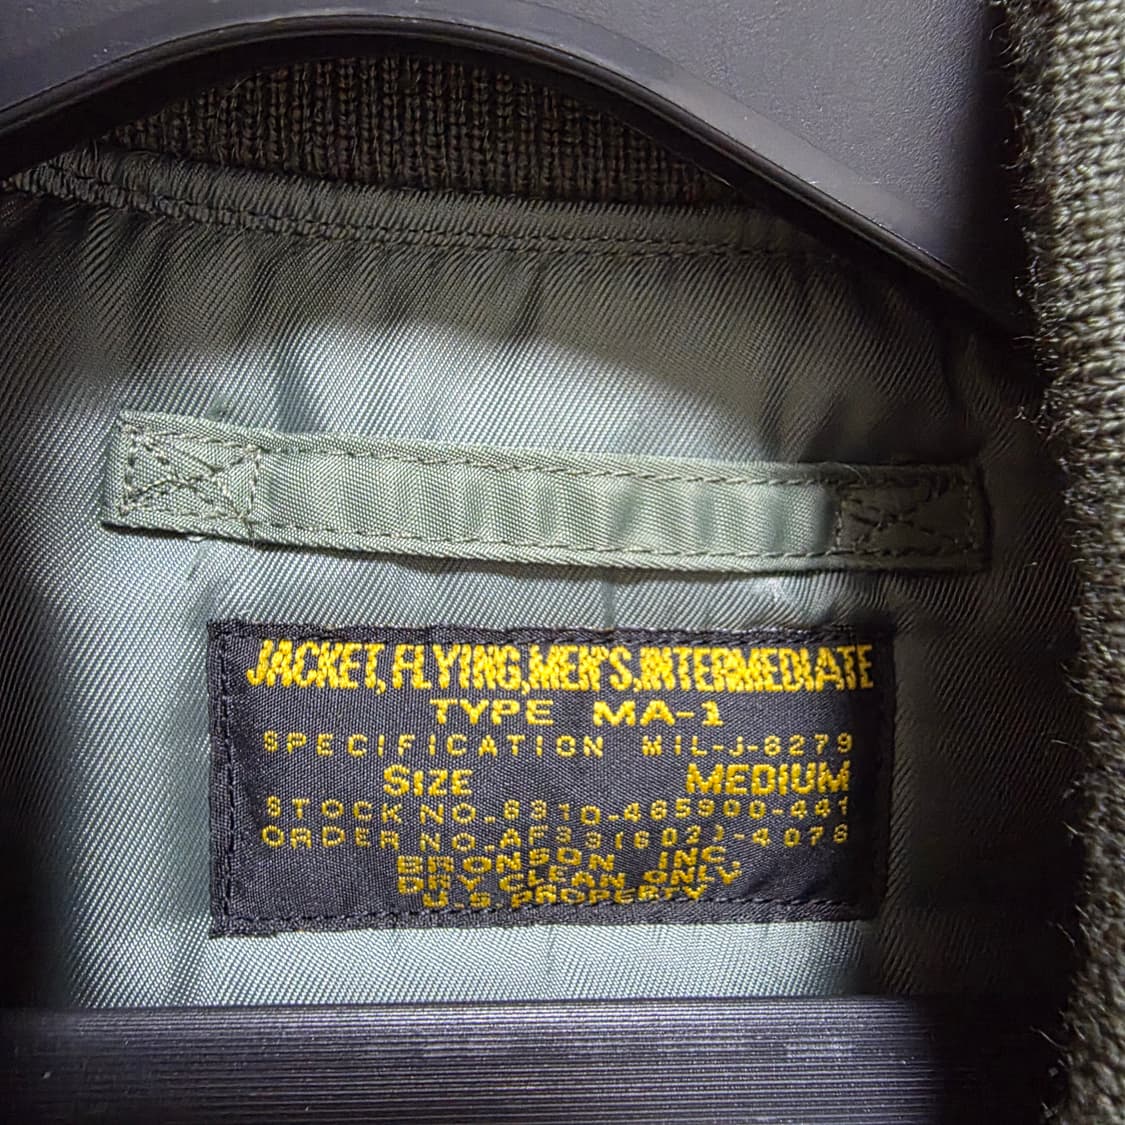 JACKET, FLYING, MEN'S, INTERMEDIATE
TYPE MA-1
SPECIFICATION MIL-J-8279
SIZE MEDIUM
STOCK NO. 8310-465900-441
ORDER NO. AF33(602)-4078
BRONSON INC.
DRY CLEAN ONLY
U.S. PROPERTY